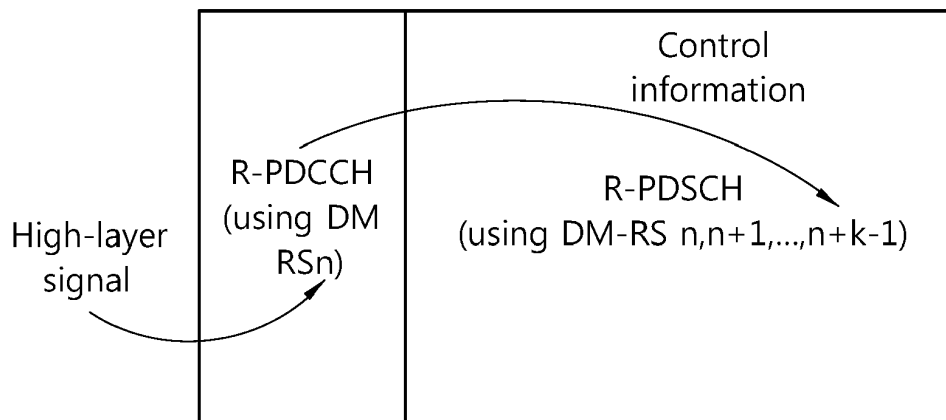 High-layer
signal
R-PDCCH
(using DM
RSn)
Control
information
R-PDSCH
(using DM-RS n,n+1,...,n+k-1)